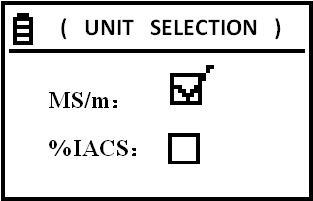 ( UNIT SELECTION )
MS/m：
%IACS：